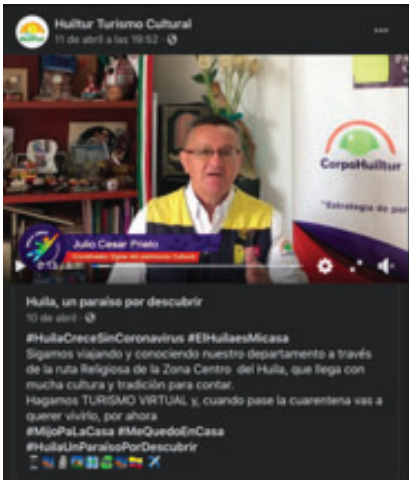 Huiltur Turismo Cultural
11 de abril a las 19:52
CorpoHuiltur
"Estrategia de
Julio Cesar Prieto
Huila, un paraíso por descubrir
10 de abril
#HuilaCreceSinCoronavirus #ElHuilaesMicasa
Sigamos viajando y conociendo nuestro departamento a través
de la ruta Religiosa de la Zona Centro del Huila, que llega con
mucha cultura y tradición para contar.
Hagamos TURISMO VIRTUAL y, cuando pase la cuarentena vas a
querer vivirlo, por ahora
#MijoPaLaCasa #MeQuedoEnCasa
#HuilaUnParaísoPorDescubrir